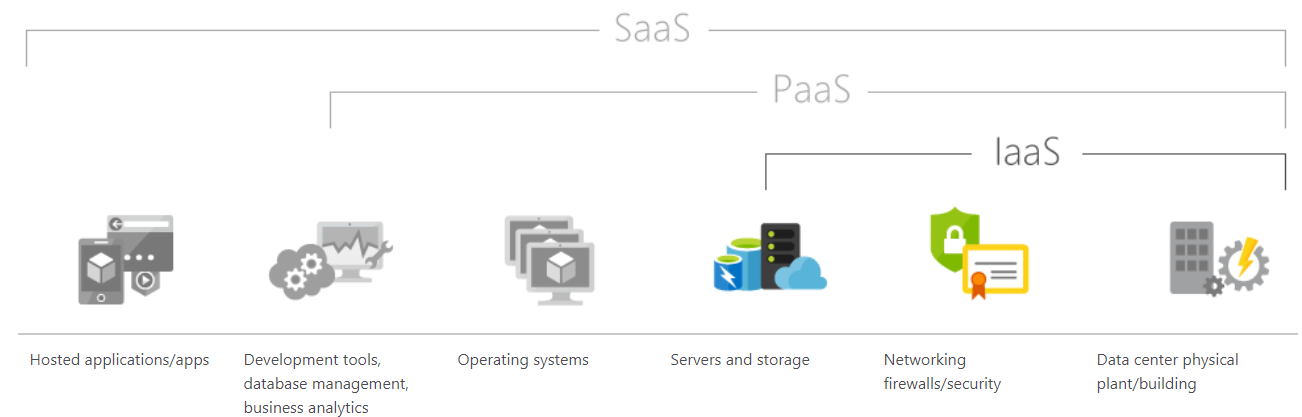 SaaS
PaaS
IaaS
Hosted applications/apps
Development tools,
database management,
business analytics
Operating systems
Servers and storage
Networking
firewalls/security
Data center physical
plant/building